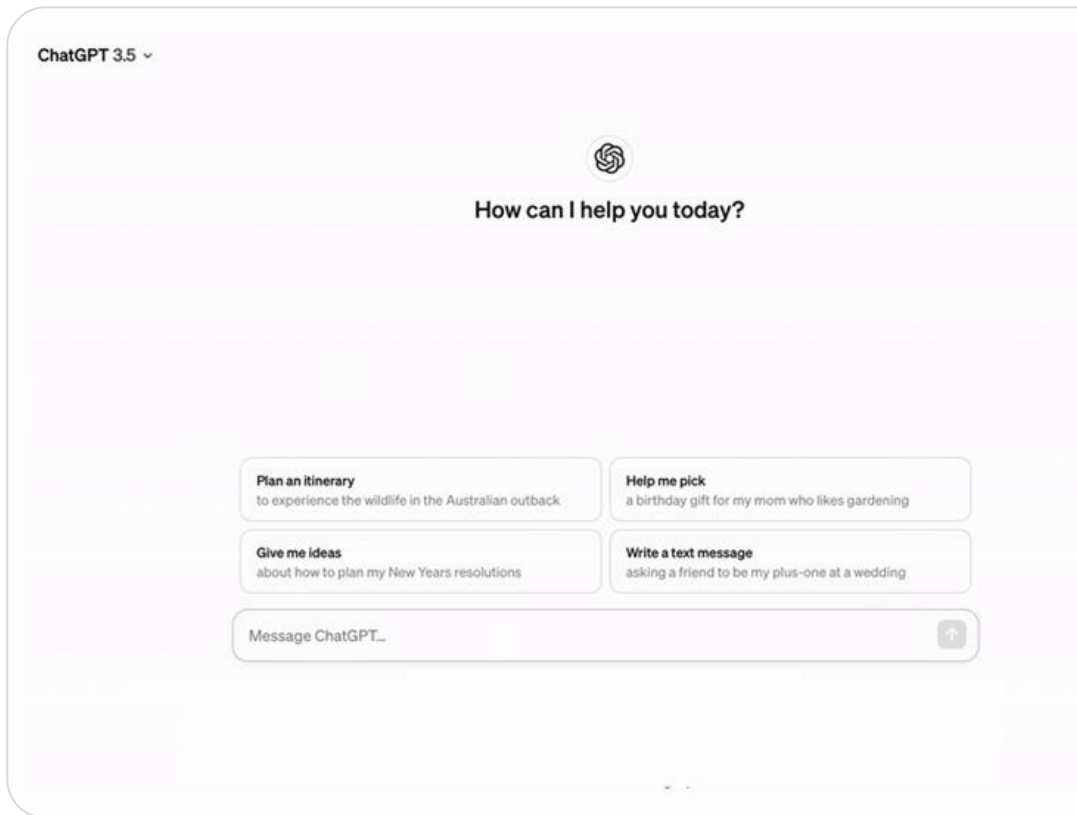 ChatGPT 3.5
How can I help you today?
Plan an itinerary
to experience the wildlife in the Australian outback
Help me pick
a birthday gift for my mom who likes gardening
Give me ideas
about how to plan my New Years resolutions
Write a text message
asking a friend to be my plus-one at a wedding
Message ChatGPT...